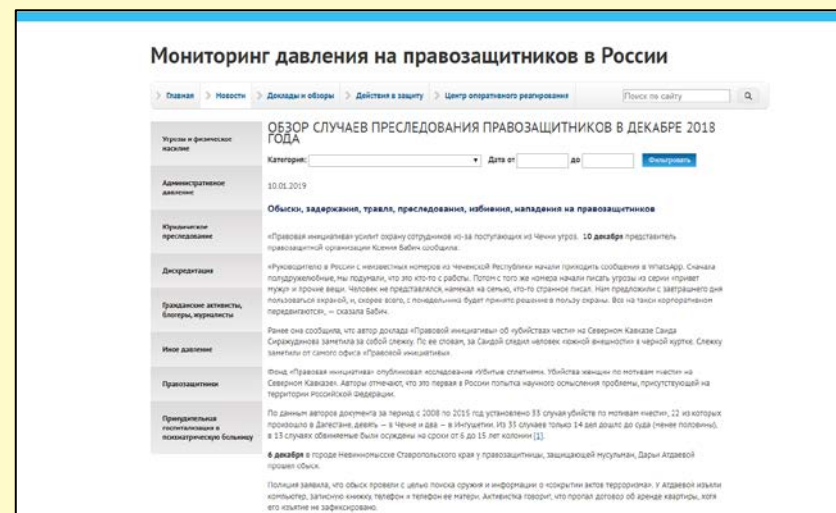 Мониторинг давления на правозащитников в России
Главная Новости Доклады и обзоры Действия в защиту Центр оперативного реагирования Поиск по сайту
Угрозы и физическое
насилие
Административное
давление
Юридическое
преследование
Дискредитация
Гражданские активисты,
блогеры, журналисты
Иное давление
Правозащитники
Принудительная
госпитализация в
психиатрическую больницу
ОБЗОР СЛУЧАЕВ ПРЕСЛЕДОВАНИЯ ПРАВОЗАЩИТНИКОВ В ДЕКАБРЕ 2018
ГОДА
Категория: Дата от до Фильтровать
10.01.2019
Обыски, задержания, травля, преследования, избиения, нападения на правозащитников
«Правовая инициатива» усилит охрану сотрудников из-за поступающих из Чечни угроз. 10 декабря представитель
правозащитной организации Ксения Бабич сообщила:
«Руководителю в России с неизвестных номеров из Чеченской Республики начали приходить сообщения в WhatsApp. Сначала
полудружелюбные, мы подумали, что это кто-то с работы. Потом с того же номера начали писать угрозы из серии «привет
мужу» и прочие вещи. Человек не представлялся, намекал на семью, что-то странное писал. Нам предложили с завтрашнего дня
пользоваться охраной, и, скорее всего, с понедельника будет принято решение в пользу охраны. Все на такси корпоративном
передвигаются», — сказала Бабич.
Ранее она сообщила, что автор доклада «Правовой инициативы» об «убийствах чести» на Северном Кавказе Саида
Сиражудинова заметила за собой слежку. По ее словам, за Саидой следил человек «южной внешности» в черной куртке. Слежку
заметили от самого офиса «Правовой инициативы».
Фонд «Правовая инициатива» опубликовал исследование «Убитые сплетнями. Убийства женщин по мотивам «чести» на
Северном Кавказе». Авторы отмечают, что это первая в России попытка научного осмысления проблемы, присутствующей на
территории Российской Федерации.
По данным авторов документа за период с 2008 по 2015 год установлено 33 случая убийств по мотивам «чести», 22 из которых
произошло в Дагестане, девять — в Чечне и два — в Ингушетии. Из 33 случаев только 14 дел дошло до суда (менее половины),
в 13 случаях обвиняемые были осуждены на сроки от 6 до 15 лет колонии [1].
6 декабря в городе Невинномысске Ставропольского края у правозащитницы, защищающей мусульман, Дарьи Атдаевой
прошел обыск.
Полиция заявила, что обыск провели с целью поиска оружия и информации о «сокрытии актов терроризма». У Атдаевой изъяли
компьютер, записную книжку, телефон и телефон ее матери. Активистка говорит, что пропал договор об аренде квартиры, хотя
его изъятие не зафиксировано.